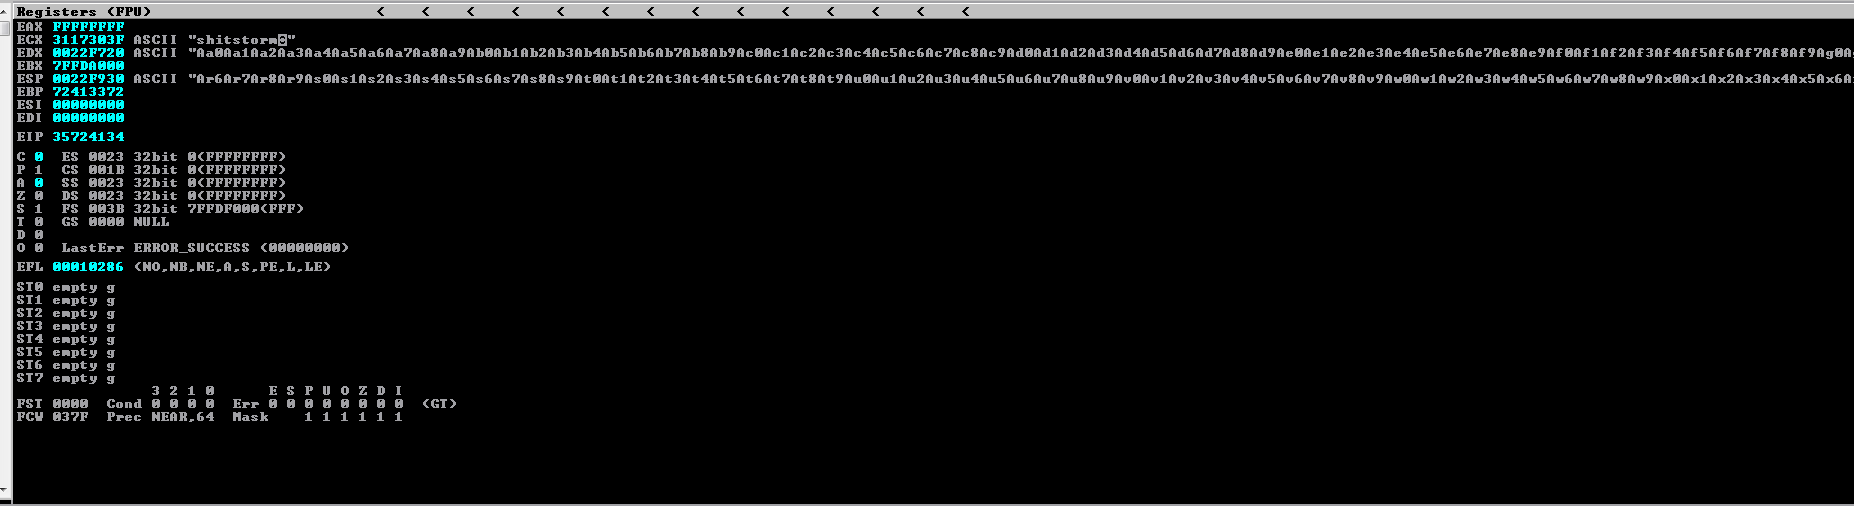 Registers (FPU) < < < < < < < < < < < < < <
EAX FFFFFFFF
ECX 3117303F ASCII "shitstorm"
EDX 0022F720 ASCII "Aa0Aa1Aa2Aa3Aa4Aa5Aa6Aa7Aa8Aa9Ab0Ab1Ab2Ab3Ab4Ab5Ab6Ab7Ab8Ab9Ac0Ac1Ac2Ac3Ac4Ac5Ac6Ac7Ac8Ac9Ad0Ad1Ad2Ad3Ad4Ad5Ad6Ad7Ad8Ad9Ae0Ae1Ae2Ae3Ae4Ae5Ae6Ae7Ae8Ae9Af0Af1Af2Af3Af4Af5Af6Af7Af8Af9Ag0A
EBX 7FFDA000
ESP 0022F930 ASCII "Ar6Ar7Ar8Ar9As0As1As2As3As4As5As6As7As8As9At0At1At2At3At4At5At6At7At8At9Au0Au1Au2Au3Au4Au5Au6Au7Au8Au9Av0Av1Av2Av3Av4Av5Av6Av7Av8Av9Aw0Aw1Aw2Aw3Aw4Aw5Aw6Aw7Aw8Aw9Ax0Ax1Ax2Ax3Ax4Ax5Ax6A
EBP 72413372
ESI 00000000
EDI 00000000
EIP 35724134
C 0 ES 0023 32bit 0(FFFFFFFF)
P 1 CS 001B 32bit 0(FFFFFFFF)
A 0 SS 0023 32bit 0(FFFFFFFF)
Z 0 DS 0023 32bit 0(FFFFFFFF)
S 1 FS 003B 32bit 7FFDF000(FFF)
T 0 GS 0000 NULL
D 0
O 0 LastErr ERROR_SUCCESS (00000000)
EFL 00010286 (NO,NB,NE,A,S,PE,L,LE)
ST0 empty g
ST1 empty g
ST2 empty g
ST3 empty g
ST4 empty g
ST5 empty g
ST6 empty g
ST7 empty g
3 2 1 0 E S P U O Z D I
FST 0000 Cond 0 0 0 0 Err 0 0 0 0 0 0 0 0 (GT)
FCW 037F Prec NEAR,64 Mask 1 1 1 1 1 1